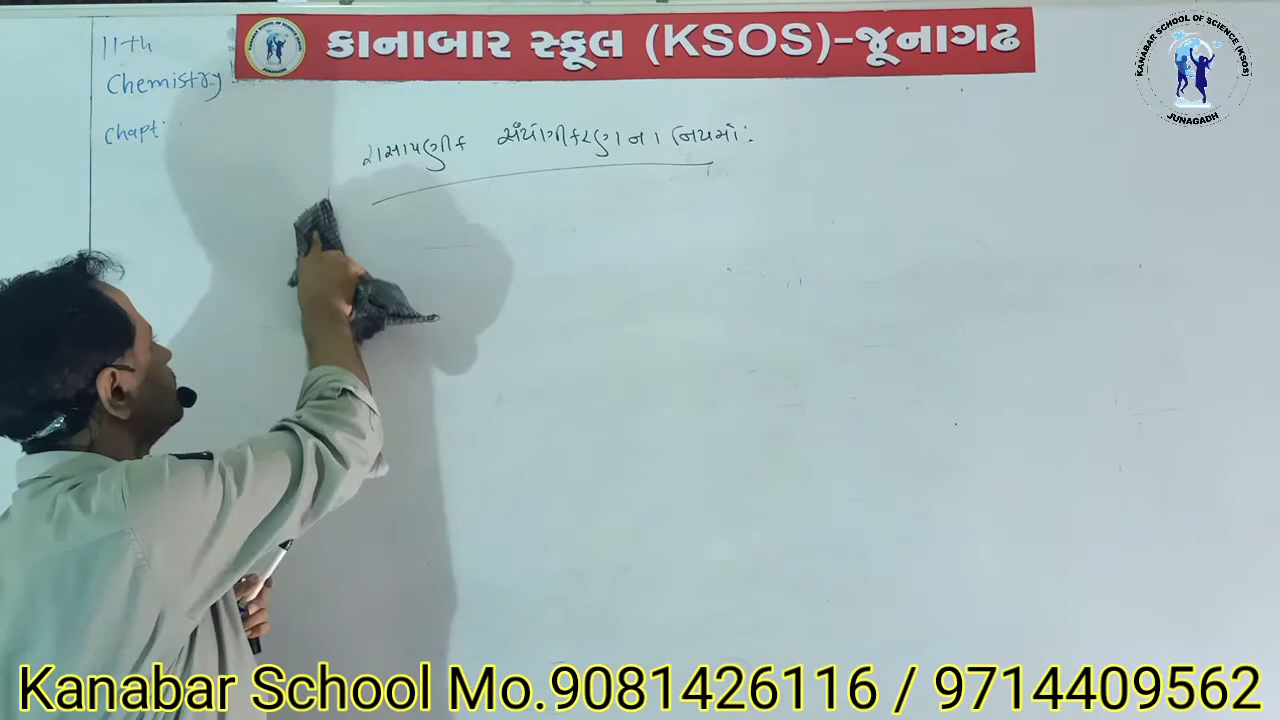 11th
Chemistry
Chapt.
કાનાબાર સ્કૂલ (KSOS)-જૂનાગઢ
KANABAR SCHOOL OF SCIENCE (KSOS)
JUNAGADH
રાસાયણીક સંયોગીકરણના નિયમો:
Kanabar School Mo.9081426116 / 9714409562